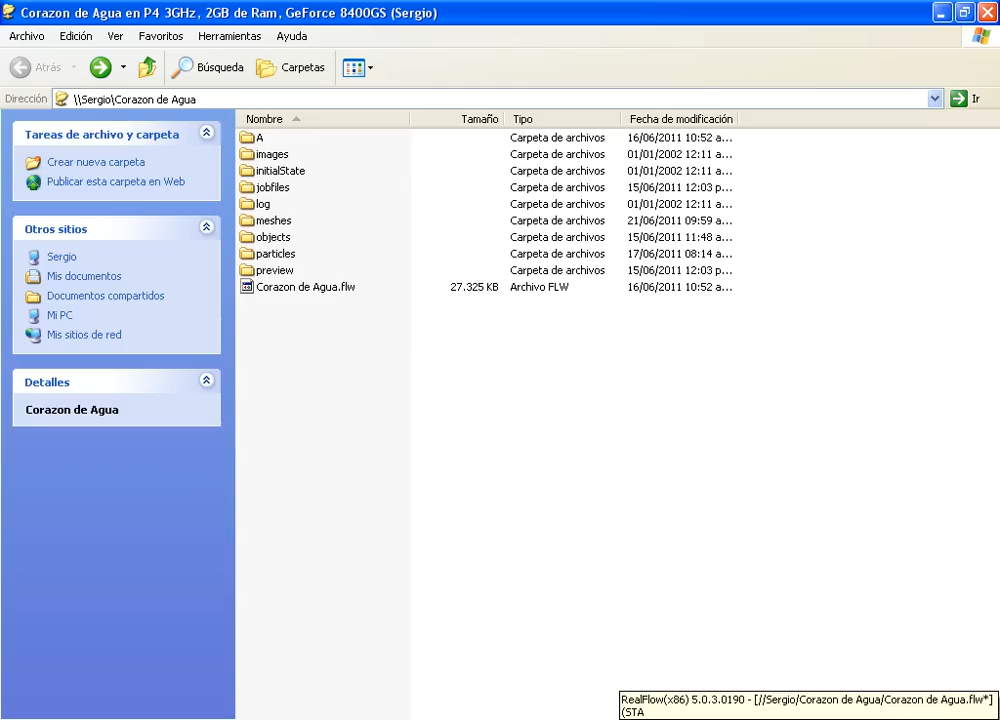 Corazon de Agua en P4 3GHz, 2GB de Ram, GeForce 8400GS (Sergio)
Archivo Edición Ver Favoritos Herramientas Ayuda
Atrás Búsqueda Carpetas
Dirección \\Sergio\Corazon de Agua Ir
Tareas de archivo y carpeta
Crear nueva carpeta
Publicar esta carpeta en Web
Otros sitios
Sergio
Mis documentos
Documentos compartidos
Mi PC
Mis sitios de red
Detalles
Corazon de Agua
Nombre Tamaño Tipo Fecha de modificación
A Carpeta de archivos 16/06/2011 10:52 a...
images Carpeta de archivos 01/01/2002 12:11 a...
initialState Carpeta de archivos 01/01/2002 12:11 a...
jobfiles Carpeta de archivos 15/06/2011 12:03 p...
log Carpeta de archivos 01/01/2002 12:11 a...
meshes Carpeta de archivos 21/06/2011 09:59 a...
objects Carpeta de archivos 15/06/2011 11:48 a...
particles Carpeta de archivos 17/06/2011 08:14 a...
preview Carpeta de archivos 15/06/2011 12:03 p...
Corazon de Agua.flw 27.325 KB Archivo FLW 16/06/2011 10:52 a...
RealFlow(x86) 5.0.3.0190 - [//Sergio/Corazon de Agua/Corazon de Agua.flw*]
(STA